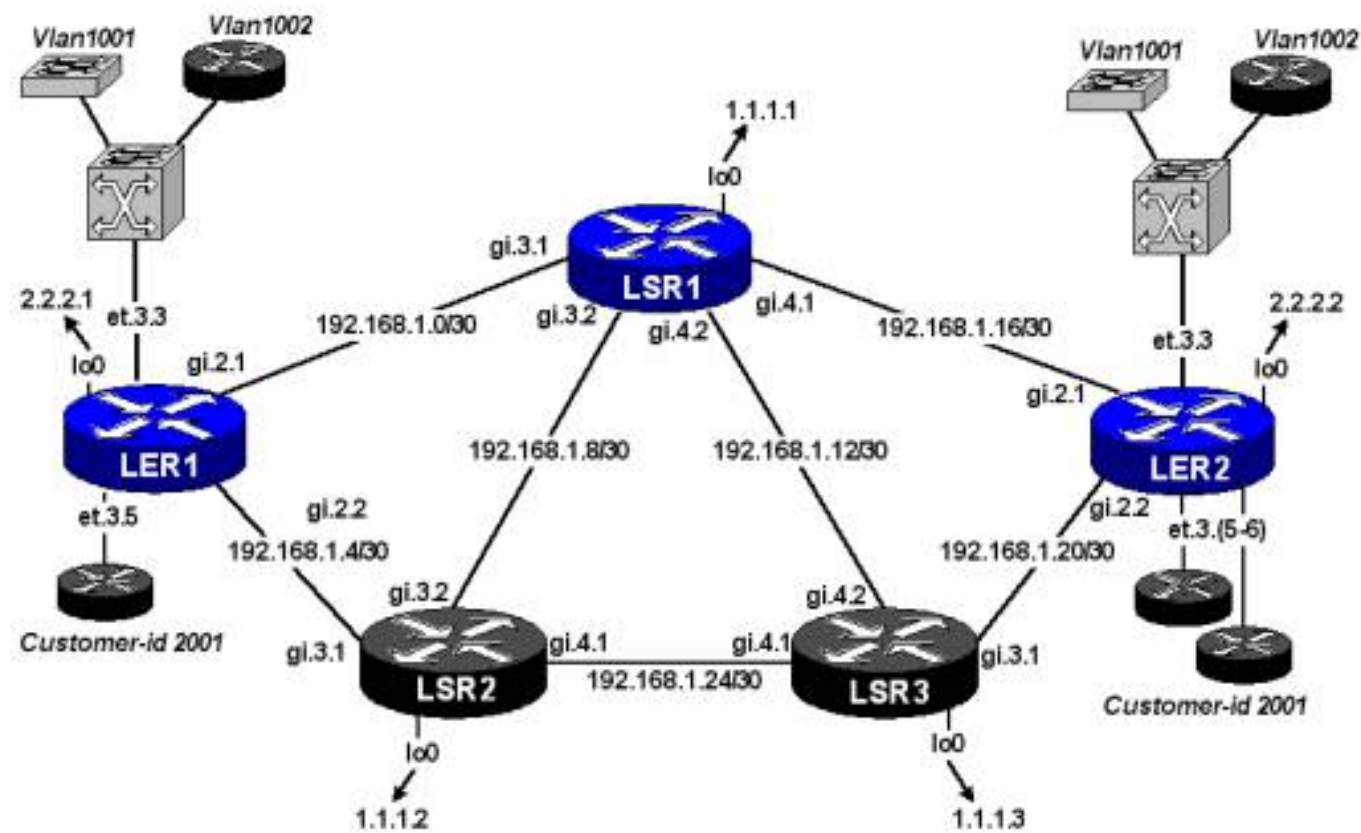 Vlan1001
Vlan1002
Vlan1001
Vlan1002
1.1.1.1
lo0
gi.3.1
LSR1
gi.3.2
gi.4.2
gi.4.1
2.2.2.1
et.3.3
lo0
gi.2.1
192.168.1.0/30
192.168.1.16/30
2.2.2.2
et.3.3
lo0
gi.2.1
LER1
192.168.1.8/30
192.168.1.12/30
LER2
et.3.5
gi.2.2
192.168.1.4/30
gi.2.2
192.168.1.20/30
et.3.(5-6)
Customer-id 2001
gi.3.2
gi.4.2
gi.3.1
LSR2
gi.4.1
192.168.1.24/30
gi.4.1
LSR3
gi.3.1
Customer-id 2001
lo0
1.1.1.2
lo0
1.1.1.3